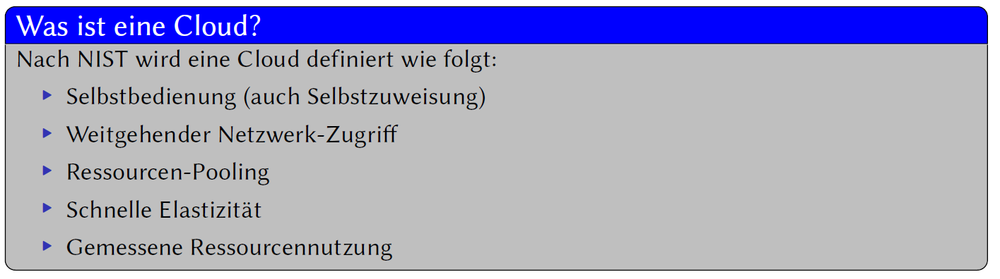 Was ist eine Cloud?
Nach NIST wird eine Cloud definiert wie folgt:
Selbstbedienung (auch Selbstzuweisung)
Weitgehender Netzwerk-Zugriff
Ressourcen-Pooling
Schnelle Elastizität
Gemessene Ressourcennutzung